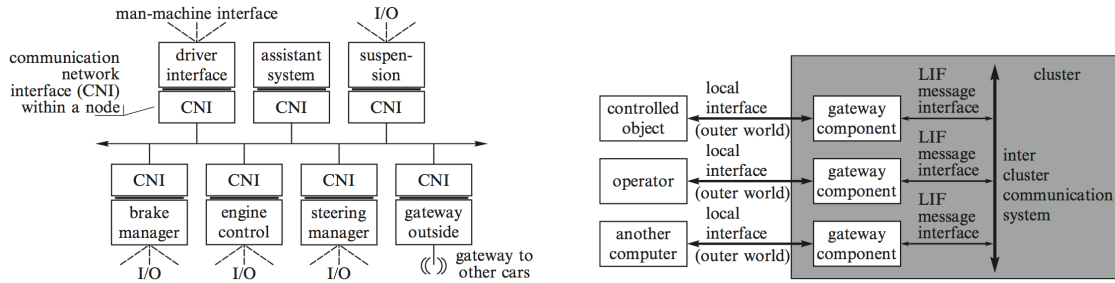 man-machine interface
I/O
communication
network
interface (CNI)
within a node
driver
interface
assistant
system
suspen-
sion
CNI
CNI
CNI
CNI
CNI
CNI
CNI
brake
manager
engine
control
steering
manager
gateway
outside
I/O
I/O
I/O
gateway to
other cars
cluster
controlled
object
local
interface
(outer world)
gateway
component
LIF
message
interface
operator
local
interface
(outer world)
gateway
component
LIF
message
interface
another
computer
local
interface
(outer world)
gateway
component
LIF
message
interface
inter
cluster
communication
system